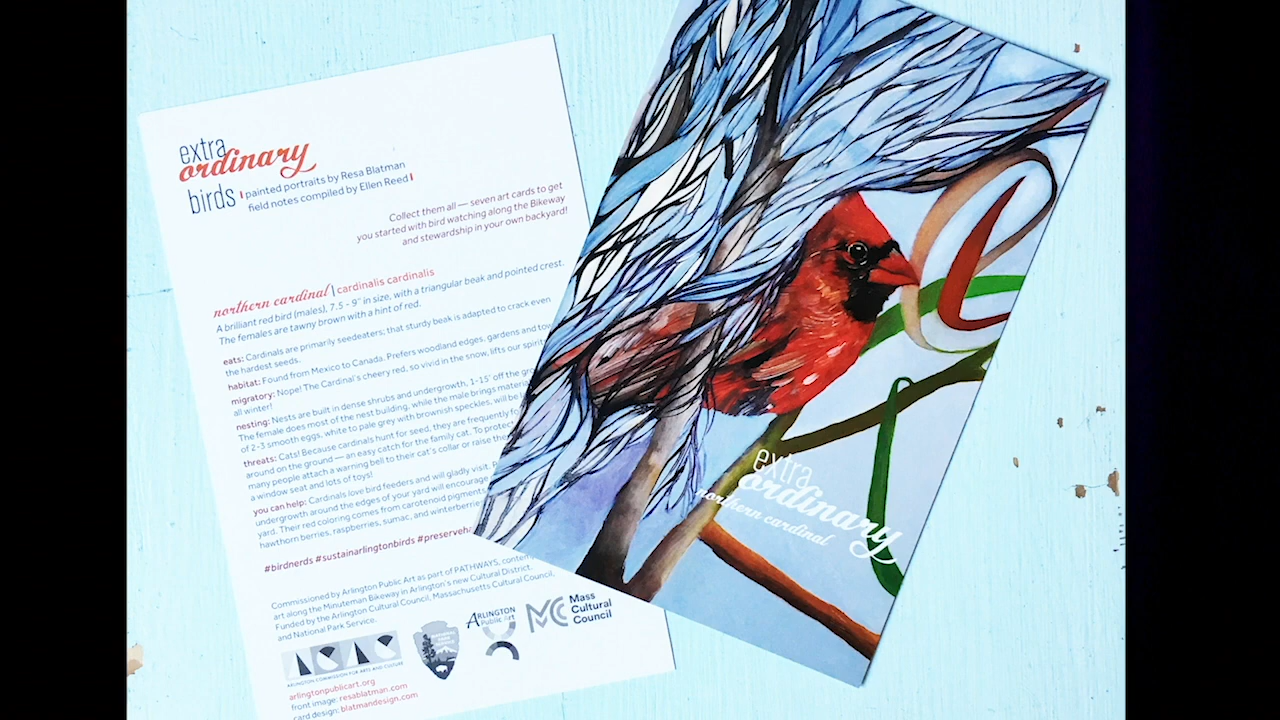 extra
ordinary
birds | painted portraits by Resa Blatman
field notes compiled by Ellen Reed |
Collect them all — seven art cards to get
you started with bird watching along the Bikeway
and stewardship in your own backyard!
northern cardinal | cardinalis cardinalis
A brilliant red bird (males), 7.5 - 9" in size, with a triangular beak and pointed crest.
The females are tawny brown with a hint of red.
eats: Cardinals are primarily seedeaters; that sturdy beak is adapted to crack even
the hardest seeds.
habitat: Found from Mexico to Canada. Prefers woodland edges, gardens and
migratory: Nope! The Cardinal's cheery red, so vivid in the snow, lifts our spirit
all winter!
nesting: Nests are built in dense shrubs and undergrowth, 1-15' off the
The female does most of the nest building, while the male brings
of 2-3 smooth eggs, white to pale grey with brownish speckles, will be
threats: Cats! Because cardinals hunt for seed, they are frequently
around on the ground — an easy catch for the family cat. To protect
many people attach a warning bell to their cat's collar or raise the
a window seat and lots of toys!
you can help: Cardinals love bird feeders and will gladly visit.
undergrowth around the edges of your yard will encourage
yard. Their red coloring comes from carotenoid pigments
hawthorn berries, raspberries, sumac, and winterberrie
#birdnerds #sustainarlingtonbirds
Commissioned by Arlington Public Art as part of PATHWAYS,
art along the Minuteman Bikeway in Arlington's new Cultural District.
Funded by the Arlington Cultural Council, Massachusetts Cultural Council,
and National Park Service.
ARLINGTON COMMISSION FOR ARTS AND CULTURE
NATIONAL PARK SERVICE
ARLINGTON
Public Art
MC Mass
Cultural
Council
arlingtonpublicart.org
front image: resablatman.com
card design: blatmandesign.com
extra
ordinary
northern cardinal